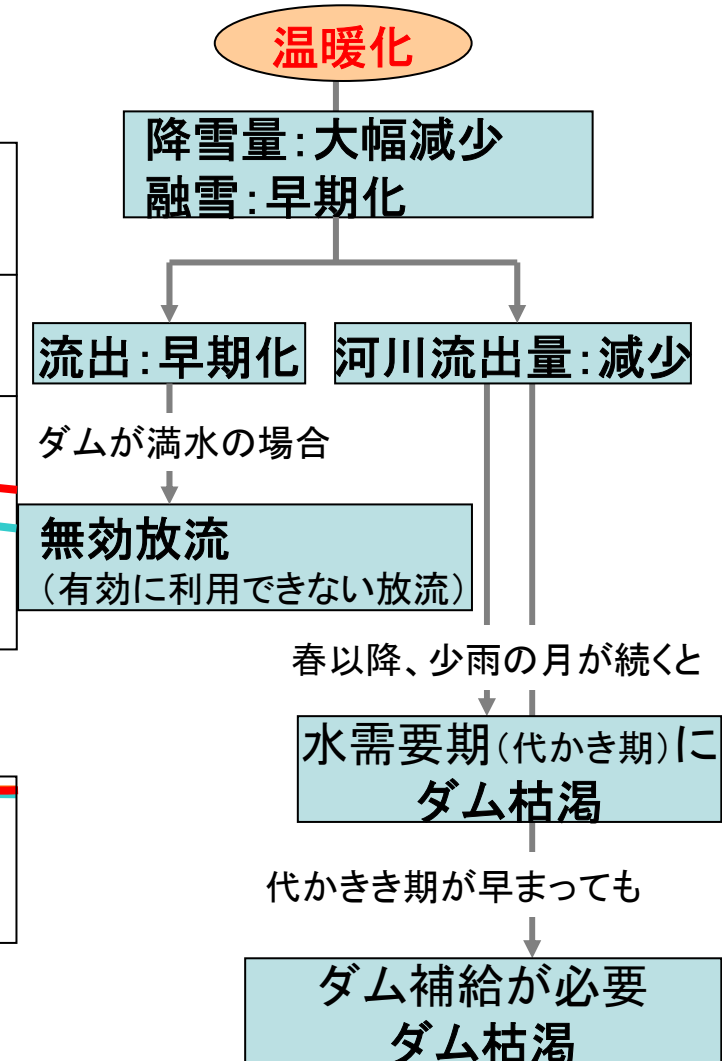 温暖化
降雪量：大幅減少
融雪：早期化
流出：早期化
河川流出量：減少
ダムが満水の場合
無効放流
（有効に利用できない放流）
春以降、少雨の月が続くと
水需要期（代かき期）に
ダム枯渇
代かきき期が早まっても
ダム補給が必要
ダム枯渇